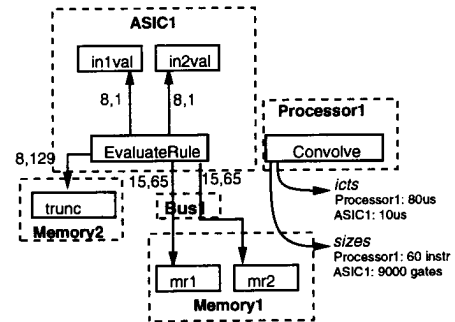 ASIC1
in1val
in2val
8,1
8,1
Processor1
EvaluateRule
Convolve
8,129
15,65
15,65
icts
Processor1: 80us
ASIC1: 10us
trunc
Bus1
Memory2
sizes
Processor1: 60 instr
ASIC1: 9000 gates
mr1
mr2
Memory1